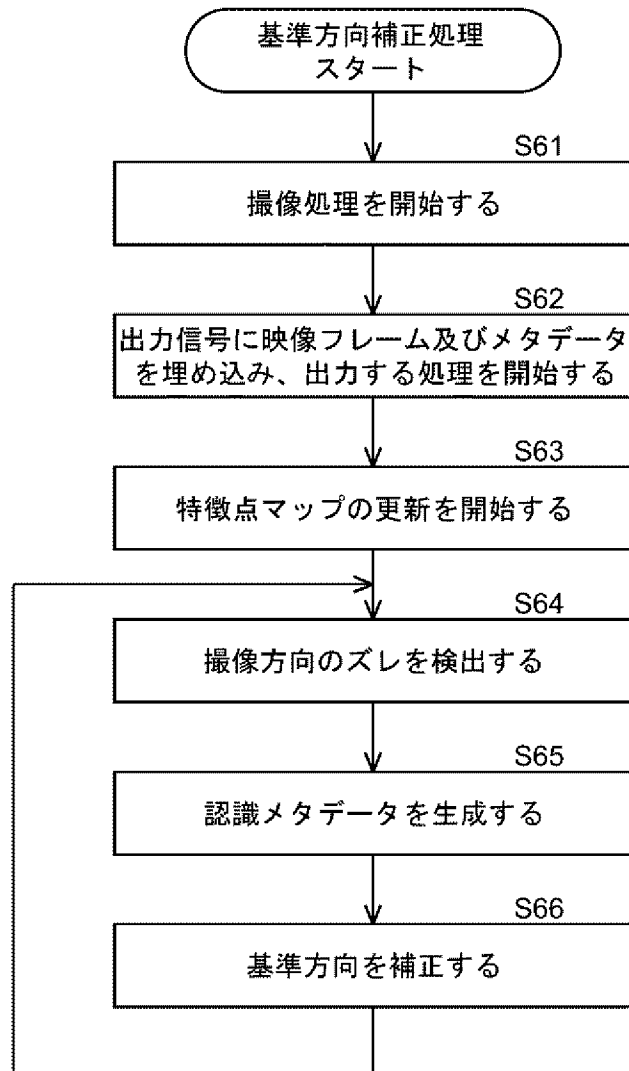 基準方向補正処理
スタート
S61
撮像処理を開始する
S62
出力信号に映像フレーム及びメタデータ
を埋め込み、出力する処理を開始する
S63
特徴点マップの更新を開始する
S64
撮像方向のズレを検出する
S65
認識メタデータを生成する
S66
基準方向を補正する